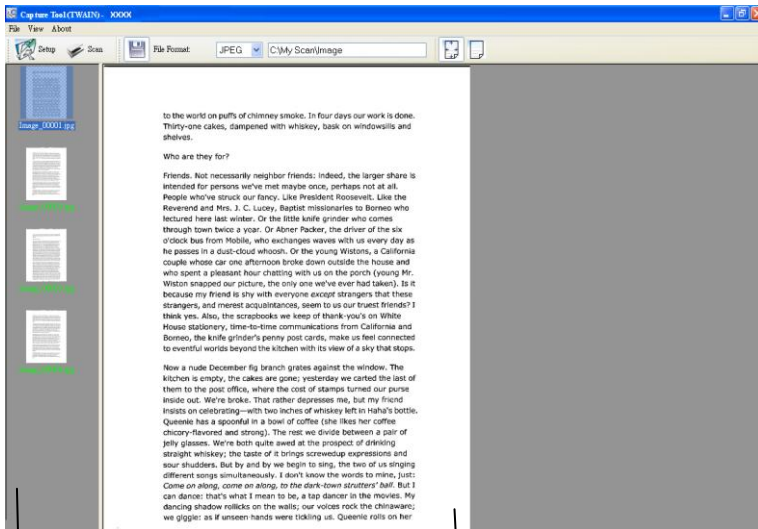 Capture Tool(TWAIN) - XXXX
File View About
Setup Scan File Format: JPEG C:\My Scan\Image
Image_00001.jpg
to the world on puffs of chimney smoke. In four days our work is done.
Thirty-one cakes, dampened with whiskey, bask on windowsills and
shelves.
Who are they for?
Friends. Not necessarily neighbor friends: indeed, the larger share is
intended for persons we've met maybe once, perhaps not at all.
People who've struck our fancy. Like President Roosevelt. Like the
Reverend and Mrs. J. C. Lucey, Baptist missionaries to Borneo who
lectured here last winter. Or the little knife grinder who comes
through town twice a year. Or Abner Packer, the driver of the six
o'clock bus from Mobile, who exchanges waves with us every day as
he passes in a dust-cloud whoosh. Or the young Wistons, a California
couple whose car one afternoon broke down outside the house and
who spent a pleasant hour chatting with us on the porch (young Mr.
Wiston snapped our picture, the only one we've ever had taken). Is it
because my friend is shy with everyone except strangers that these
strangers, and merest acquaintances, seem to us our truest friends? I
think yes. Also, the scrapbooks we keep of thank-you's on White
House stationery, time-to-time communications from California and
Borneo, the knife grinder's penny post cards, make us feel connected
to eventful worlds beyond the kitchen with its view of a sky that stops.
Now a nude December fig branch grates against the window. The
kitchen is empty, the cakes are gone; yesterday we carted the last of
them to the post office, where the cost of stamps turned our purse
inside out. We're broke. That rather depresses me, but my friend
insists on celebrating—with two inches of whiskey left in Haha's bottle.
Queenie has a spoonful in a bowl of coffee (she likes her coffee
chicory-flavored and strong). The rest we divide between a pair of
jelly glasses. We're both quite awed at the prospect of drinking
straight whiskey; the taste of it brings screwedup expressions and
sour shudders. But by and by we begin to sing, the two of us singing
different songs simultaneously. I don't know the words to mine, just:
Come on along, come on along, to the dark-town strutters' ball. But I
can dance: that's what I mean to be, a tap dancer in the movies. My
dancing shadow rollicks on the walls; our voices rock the chinaware;
we giggle: as if unseen hands were tickling us. Queenie rolls on her